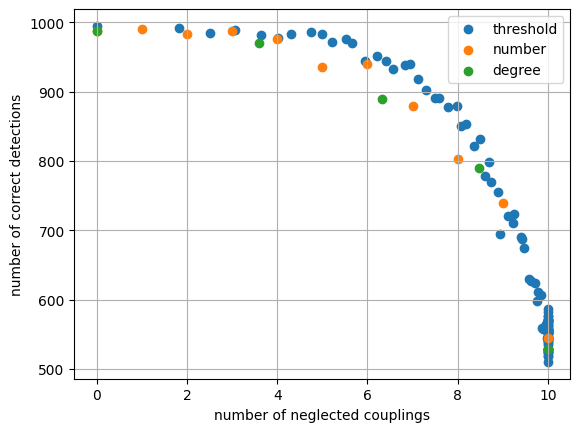 1000
900
800
700
600
500
0
2
4
6
8
10
number of correct detections
number of neglected couplings
threshold
number
degree